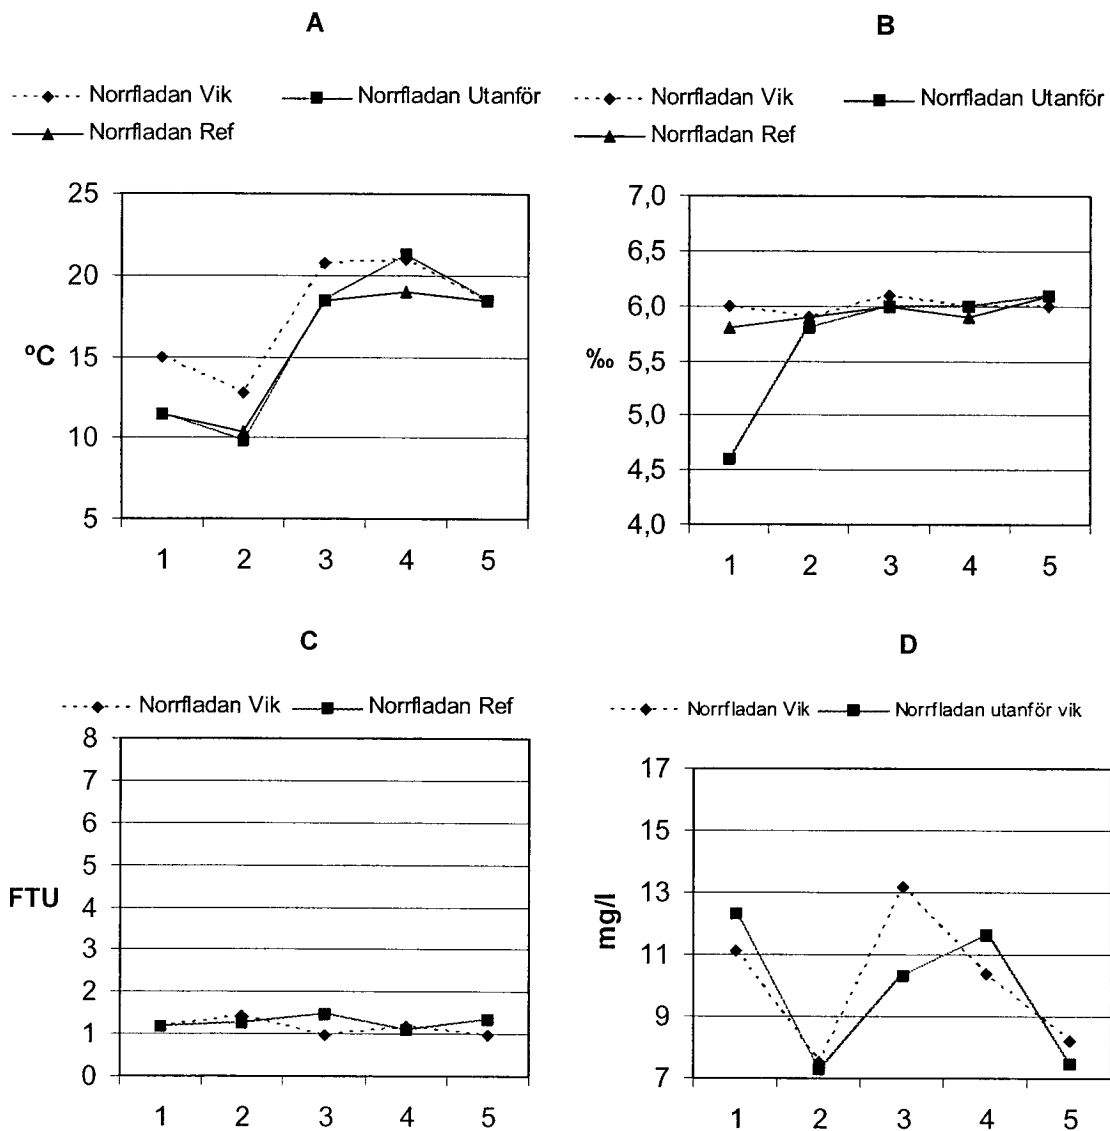 A
Norrfladan Vik
Norrfladan Utanför
Norrfladan Ref
25
20
15
10
5
ºC
1 2 3 4 5
B
Norrfladan Vik
Norrfladan Utanför
Norrfladan Ref
7,0
6,5
6,0
5,5
5,0
4,5
4,0
‰
1 2 3 4 5
C
Norrfladan Vik
Norrfladan Ref
8
7
6
5
4
3
2
1
0
FTU
1 2 3 4 5
D
Norrfladan Vik
Norrfladan utanför vik
17
15
13
11
9
7
mg/l
1 2 3 4 5